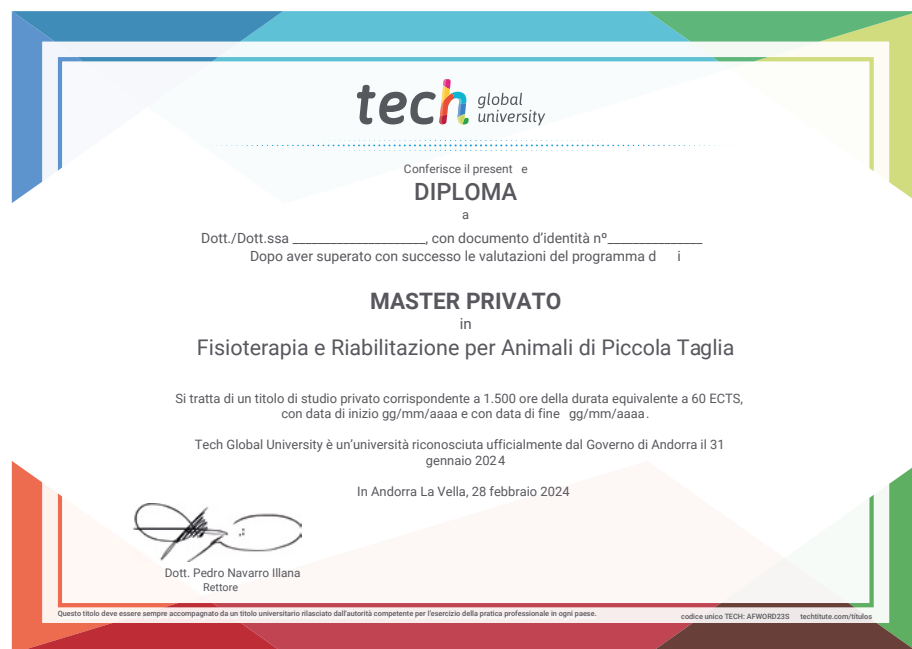 tech global
university
Conferisce il present e
DIPLOMA
a
Dott./Dott.ssa _____________________, con documento d'identità nº_______________
Dopo aver superato con successo le valutazioni del programma d i
MASTER PRIVATO
in
Fisioterapia e Riabilitazione per Animali di Piccola Taglia
Si tratta di un titolo di studio privato corrispondente a 1.500 ore della durata equivalente a 60 ECTS,
con data di inizio gg/mm/aaaa e con data di fine gg/mm/aaaa.
Tech Global University è un'università riconosciuta ufficialmente dal Governo di Andorra il 31
gennaio 2024
In Andorra La Vella, 28 febbraio 2024
Dott. Pedro Navarro Illana
Rettore
Questo titolo deve essere sempre accompagnato da un titolo universitario rilasciato dall'autorità competente per l'esercizio della pratica professionale in ogni paese.
codice unico TECH: AFWORD23S techtitute.com/titulos